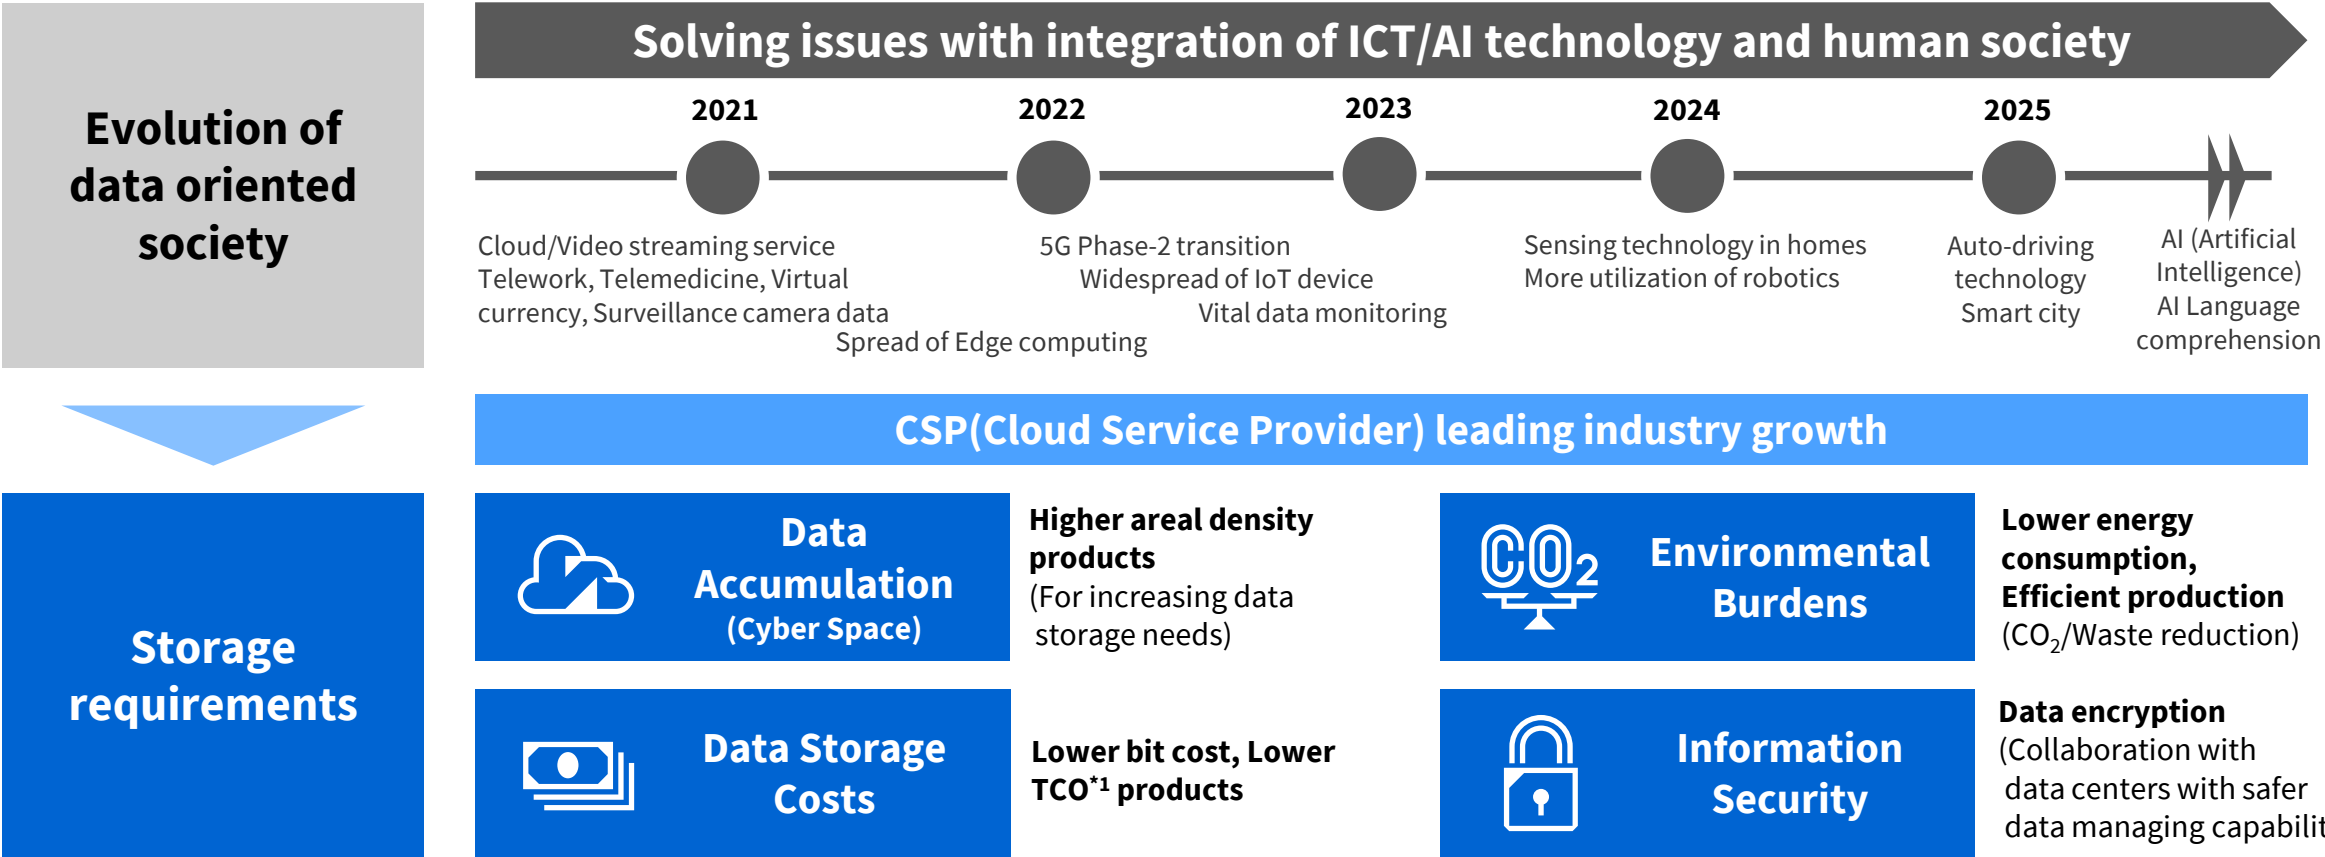 Evolution of
data oriented
society
Solving issues with integration of ICT/AI technology and human society
2021
2022
2023
2024
2025
Cloud/Video streaming service
Telework, Telemedicine, Virtual
currency, Surveillance camera data
Spread of Edge computing
5G Phase-2 transition
Widespread of IoT device
Vital data monitoring
Sensing technology in homes
More utilization of robotics
Auto-driving
technology
Smart city
AI (Artificial
Intelligence)
AI Language
comprehension
CSP(Cloud Service Provider) leading industry growth
Storage
requirements
Data
Accumulation
(Cyber Space)
Higher areal density
products
(For increasing data
storage needs)
CO2
Environmental
Burdens
Lower energy
consumption,
Efficient production
(CO₂/Waste reduction)
Data Storage
Costs
Lower bit cost, Lower
TCO*1 products
Information
Security
Data encryption
(Collaboration with
data centers with safer
data managing capabilit